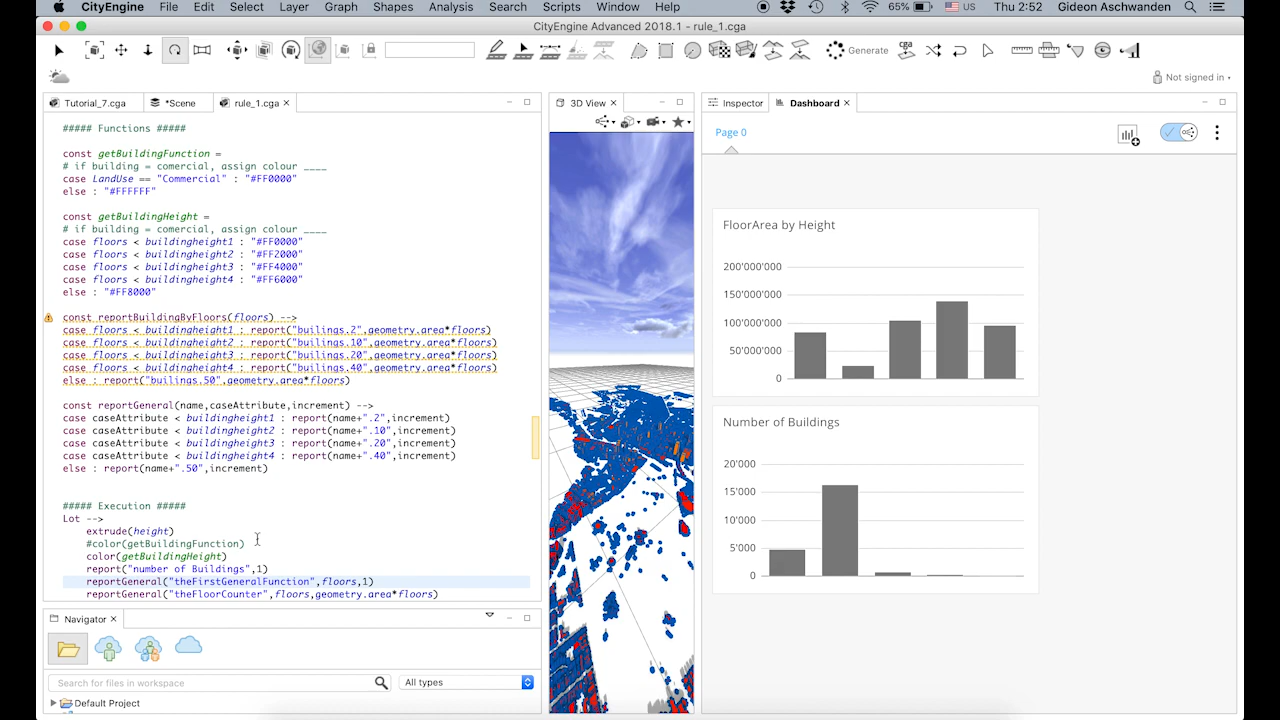 CityEngine File Edit Select Layer Graph Shapes Analysis Search Scripts Window Help 65% US Thu 2:52 Gideon Aschwanden
CityEngine Advanced 2018.1 - rule_1.cga
cga Generate
Not signed in
Tutorial_7.cga *Scene rule_1.cga
3D View
Inspector Dashboard
Page 0
##### Functions #####
const getBuildingFunction =
# if building = comercial, assign colour ____
case LandUse == "Commercial" : "#FF0000"
else : "#FFFFFF"
const getBuildingHeight =
# if building = comercial, assign colour ____
case floors < buildingheight1 : "#FF0000"
case floors < buildingheight2 : "#FF2000"
case floors < buildingheight3 : "#FF4000"
case floors < buildingheight4 : "#FF6000"
else : "#FF8000"
const reportBuildingByFloors(floors) -->
case floors < buildingheight1 : report("builings.2",geometry.area*floors)
case floors < buildingheight2 : report("builings.10",geometry.area*floors)
case floors < buildingheight3 : report("builings.20",geometry.area*floors)
case floors < buildingheight4 : report("builings.40",geometry.area*floors)
else : report("builings.50",geometry.area*floors)
const reportGeneral(name,caseAttribute,increment) -->
case caseAttribute < buildingheight1 : report(name+".2",increment)
case caseAttribute < buildingheight2 : report(name+".10",increment)
case caseAttribute < buildingheight3 : report(name+".20",increment)
case caseAttribute < buildingheight4 : report(name+".40",increment)
else : report(name+".50",increment)
##### Execution #####
Lot -->
extrude(height)
#color(getBuildingFunction)
color(getBuildingHeight)
report("number of Buildings",1)
reportGeneral("theFirstGeneralFunction",floors,1)
reportGeneral("theFloorCounter",floors,geometry.area*floors)
FloorArea by Height
200'000'000
150'000'000
100'000'000
50'000'000
0
Number of Buildings
20'000
15'000
10'000
5'000
0
Navigator
Search for files in workspace All types
Default Project